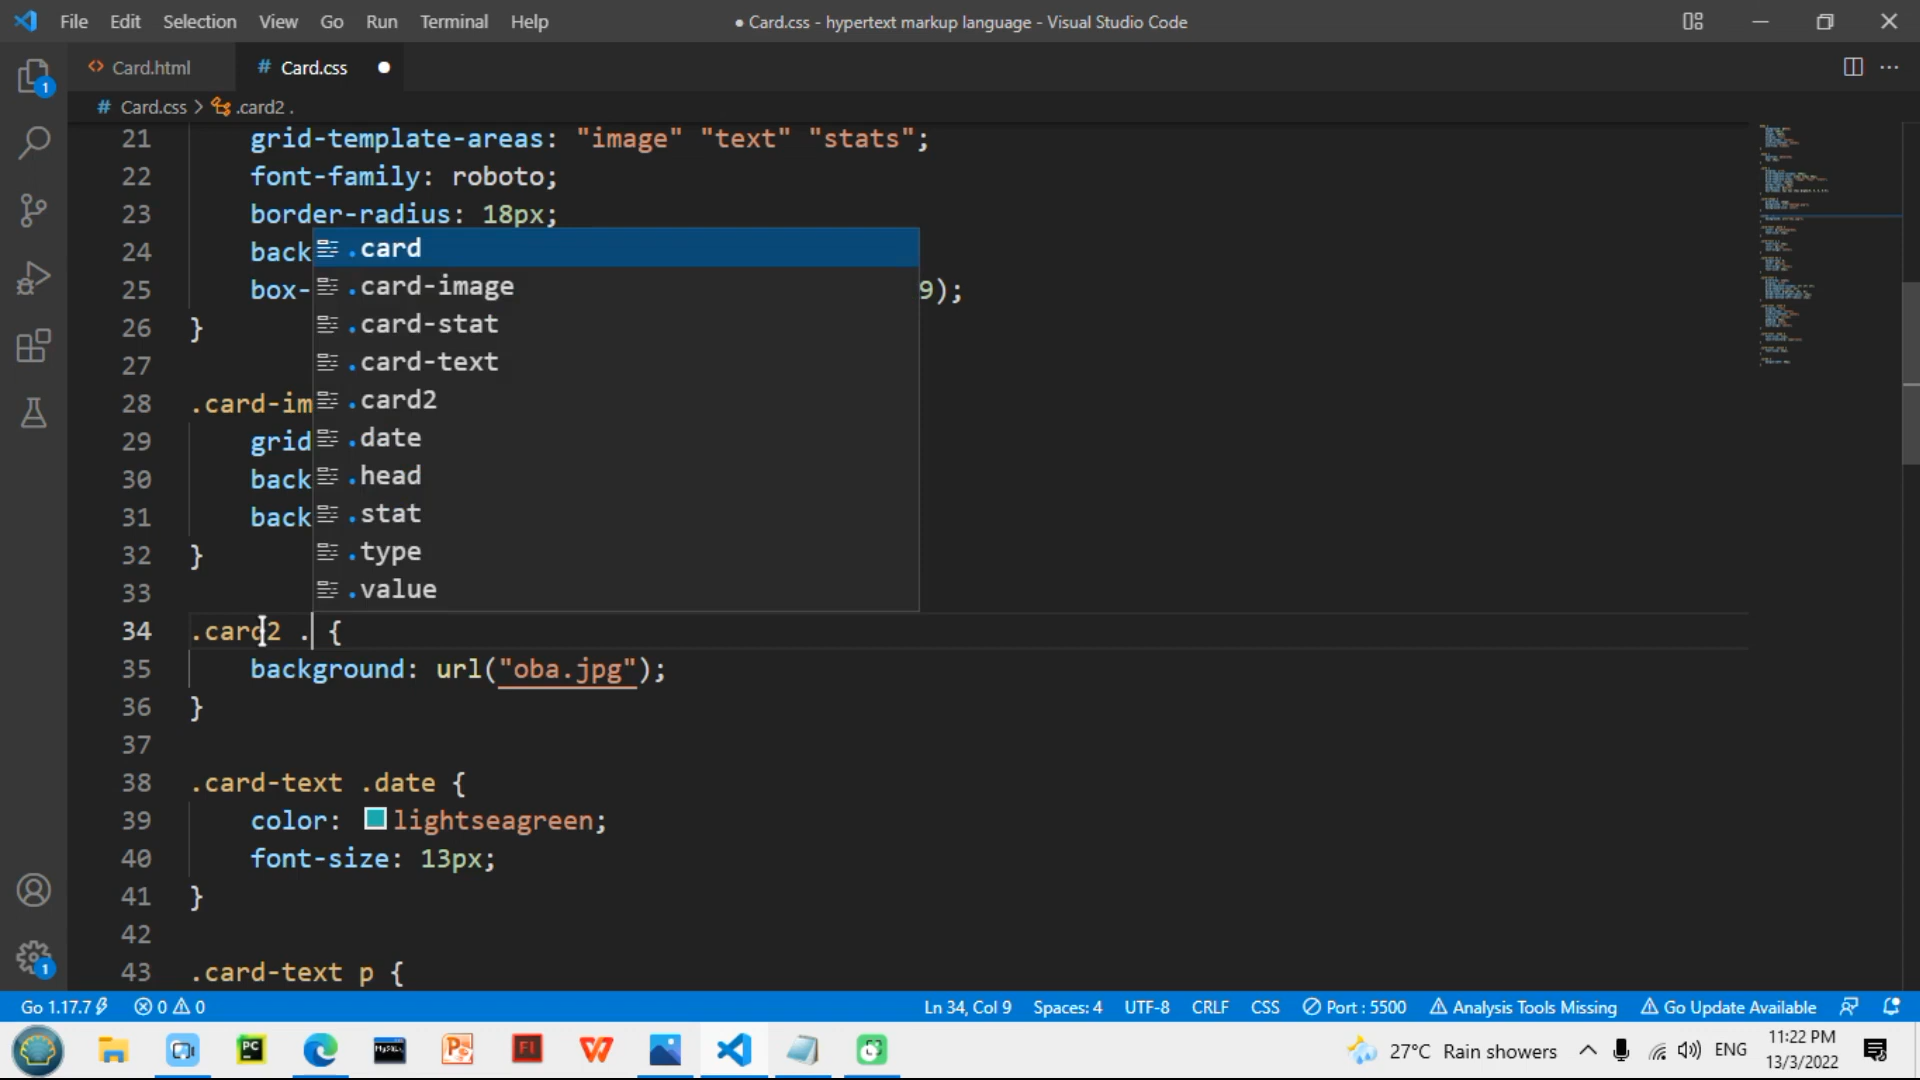 File Edit Selection View Go Run Terminal Help
● Card.css - hypertext markup language - Visual Studio Code
Card.html
# Card.css ●
# Card.css > .card2 .
21 grid-template-areas: "image" "text" "stats";
22 font-family: roboto;
23 border-radius: 18px;
24 back
.card
.card-image
25 box- 9);
.card-stat
26 }
.card-text
27
.card2
28 .card-im
.date
29 grid
.head
30 back
.stat
31 back
.type
32 }
.value
33
34 .card2 . {
35 background: url("oba.jpg");
36 }
37
38 .card-text .date {
39 color: lightseagreen;
40 font-size: 13px;
41 }
42
43 .card-text p {
1
1
Go 1.17.7 0 0 Ln 34, Col 9 Spaces: 4 UTF-8 CRLF CSS Port : 5500 Analysis Tools Missing Go Update Available
PC MySQL P Fl W
27°C Rain showers ENG
11:22 PM
13/3/2022